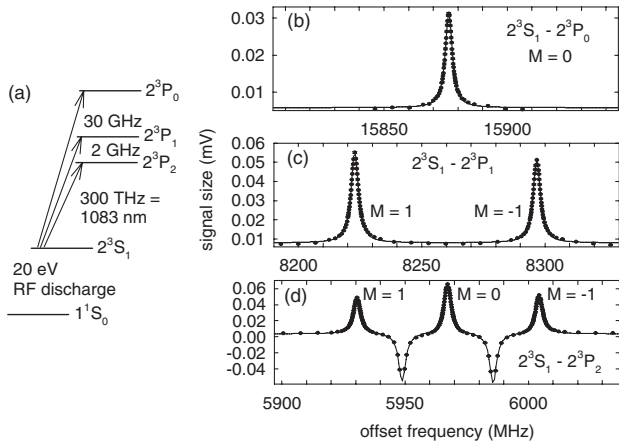 (a)
2³P₀
30 GHz
2³P₁
2 GHz
2³P₂
300 THz =
1083 nm
2³S₁
20 eV
RF discharge
1¹S₀
signal size (mV)
(b)
2³S₁ - 2³P₀
M = 0
0.03
0.02
0.01
15850 15900
(c)
2³S₁ - 2³P₁
M = 1
M = -1
0.06
0.05
0.04
0.03
0.02
0.01
8200 8250 8300
(d)
M = 1
M = 0
M = -1
2³S₁ - 2³P₂
0.06
0.04
0.02
0.00
-0.02
-0.04
5900 5950 6000
offset frequency (MHz)